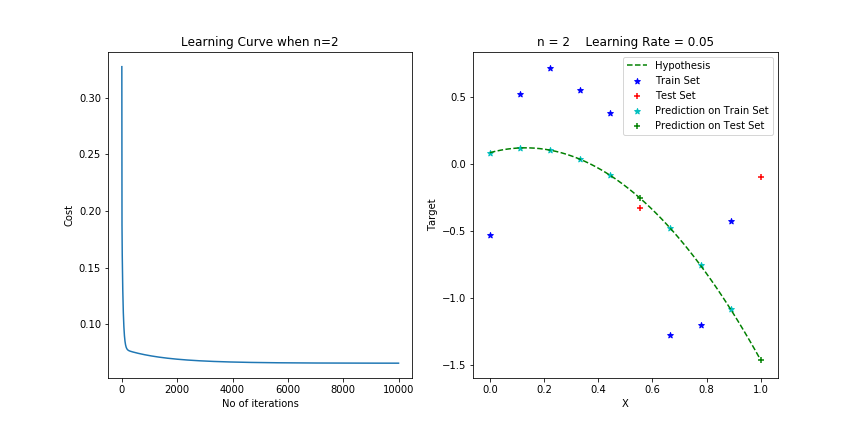 Learning Curve when n=2
0.30
0.25
0.20
0.15
0.10
Cost
0 2000 4000 6000 8000 10000
No of iterations
n = 2    Learning Rate = 0.05
Hypothesis
Train Set
Test Set
Prediction on Train Set
Prediction on Test Set
0.5
0.0
−0.5
−1.0
−1.5
Target
0.0 0.2 0.4 0.6 0.8 1.0
X